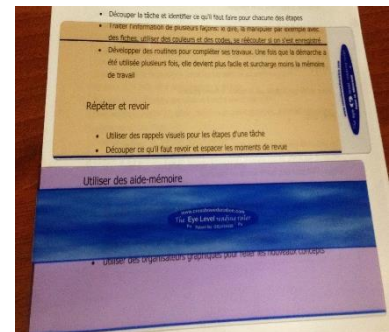 • Découper la tâche et identifier ce qu'il faut faire pour chacune des étapes
• Traiter l'information de plusieurs façons: le dire, la manipuler par exemple avec
des fiches, utiliser des couleurs et des codes, se réécouter si on s'est enregistré
• Développer des routines pour compléter ses travaux. Une fois que la démarche a
été utilisée plusieurs fois, elle devient plus facile et surcharge moins la mémoire
de travail
Répéter et revoir
• Utiliser des rappels visuels pour les étapes d'une tâche
• Découper ce qu'il faut revoir et espacer les moments de revue
Utiliser des aide-mémoire
The Eye Level reading ruler
• Utiliser des organisateurs graphiques pour relier les nouveaux concepts